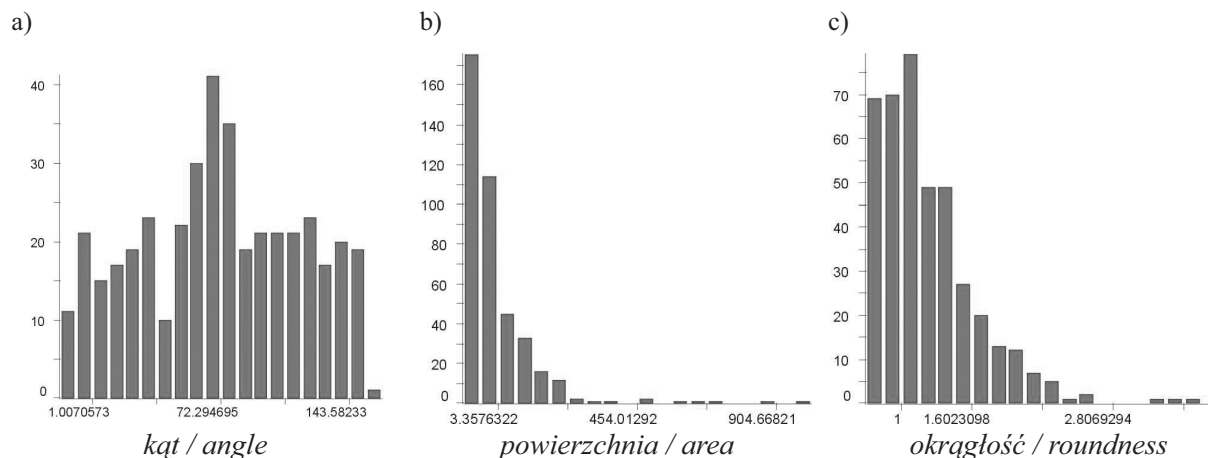 a)
40
30
20
10
0
1.0070573 72.294695 143.58233
kąt / angle
b)
160
140
120
100
80
60
40
20
0
3.3576322 454.01292 904.66821
powierzchnia / area
c)
70
60
50
40
30
20
10
0
1 1.6023098 2.8069294
okrągłość / roundness